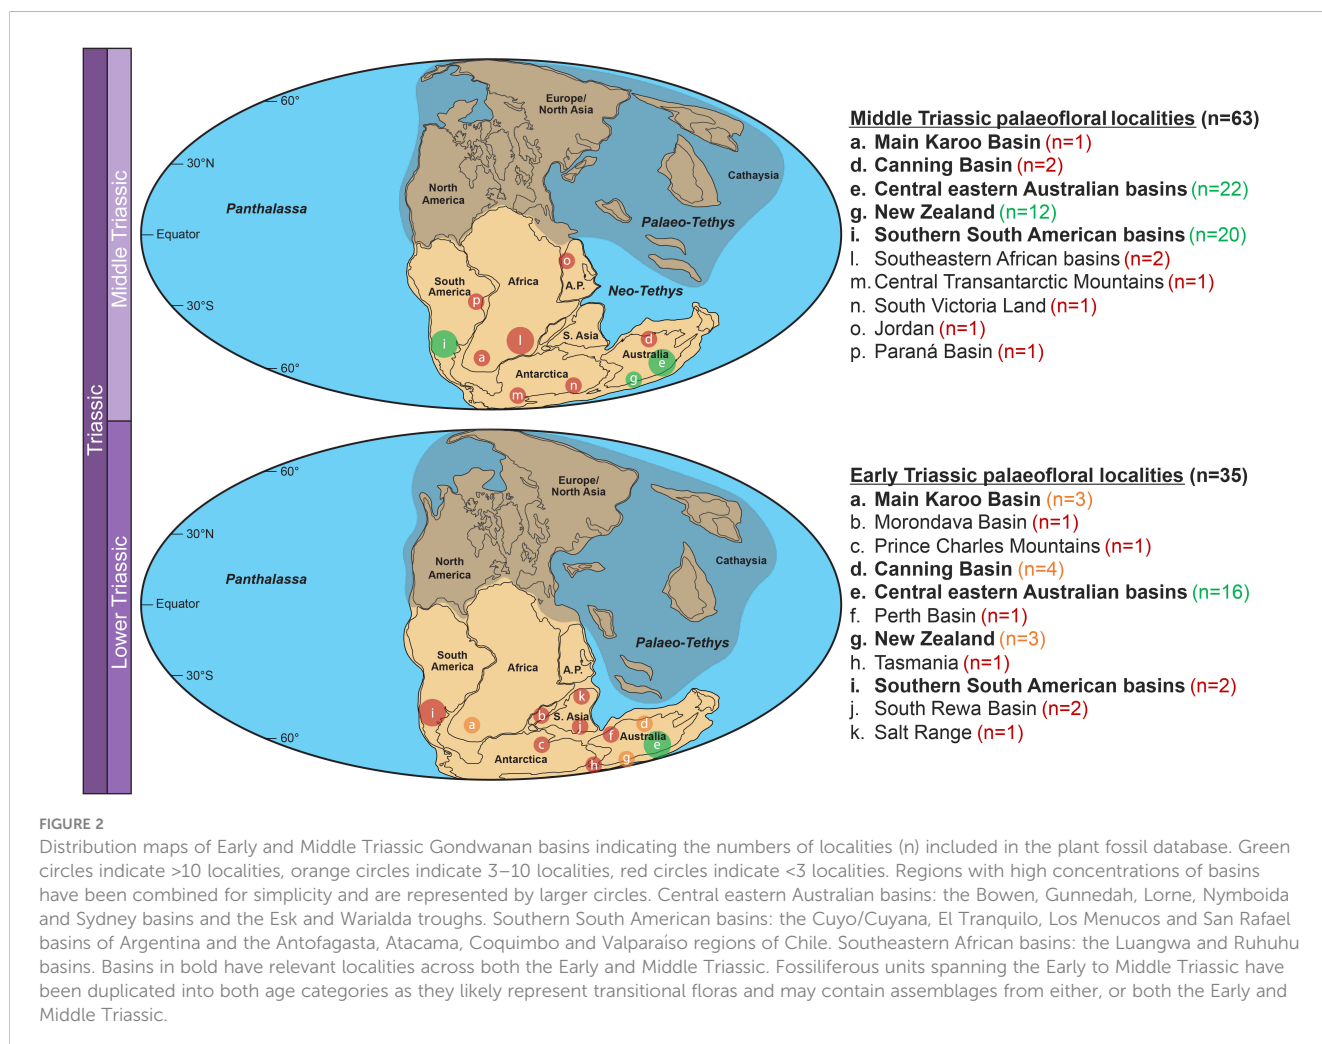 Triassic
Middle Triassic
Lower Triassic
60°
30°N
Equator
30°S
60°
Panthalassa
Europe/
North Asia
North
America
Cathaysia
Palaeo-Tethys
Neo-Tethys
South
America
Africa
A.P.
S. Asia
Australia
Antarctica
o
p
i
l
a
d
e
g
n
m
Middle Triassic palaeofloral localities (n=63)
a. Main Karoo Basin (n=1)
d. Canning Basin (n=2)
e. Central eastern Australian basins (n=22)
g. New Zealand (n=12)
i. Southern South American basins (n=20)
l. Southeastern African basins (n=2)
m. Central Transantarctic Mountains (n=1)
n. South Victoria Land (n=1)
o. Jordan (n=1)
p. Paraná Basin (n=1)
60°
30°N
Equator
30°S
60°
Panthalassa
Europe/
North Asia
North
America
Cathaysia
Palaeo-Tethys
South
America
Africa
A.P.
S. Asia
Australia
Antarctica
k
i
a
b
j
f
d
e
c
g
h
Early Triassic palaeofloral localities (n=35)
a. Main Karoo Basin (n=3)
b. Morondava Basin (n=1)
c. Prince Charles Mountains (n=1)
d. Canning Basin (n=4)
e. Central eastern Australian basins (n=16)
f. Perth Basin (n=1)
g. New Zealand (n=3)
h. Tasmania (n=1)
i. Southern South American basins (n=2)
j. South Rewa Basin (n=2)
k. Salt Range (n=1)
FIGURE 2
Distribution maps of Early and Middle Triassic Gondwanan basins indicating the numbers of localities (n) included in the plant fossil database. Green
circles indicate >10 localities, orange circles indicate 3–10 localities, red circles indicate <3 localities. Regions with high concentrations of basins
have been combined for simplicity and are represented by larger circles. Central eastern Australian basins: the Bowen, Gunnedah, Lorne, Nymboida
and Sydney basins and the Esk and Warialda troughs. Southern South American basins: the Cuyo/Cuyana, El Tranquilo, Los Menucos and San Rafael
basins of Argentina and the Antofagasta, Atacama, Coquimbo and Valparaíso regions of Chile. Southeastern African basins: the Luangwa and Ruhuhu
basins. Basins in bold have relevant localities across both the Early and Middle Triassic. Fossiliferous units spanning the Early to Middle Triassic have
been duplicated into both age categories as they likely represent transitional floras and may contain assemblages from either, or both the Early and
Middle Triassic.